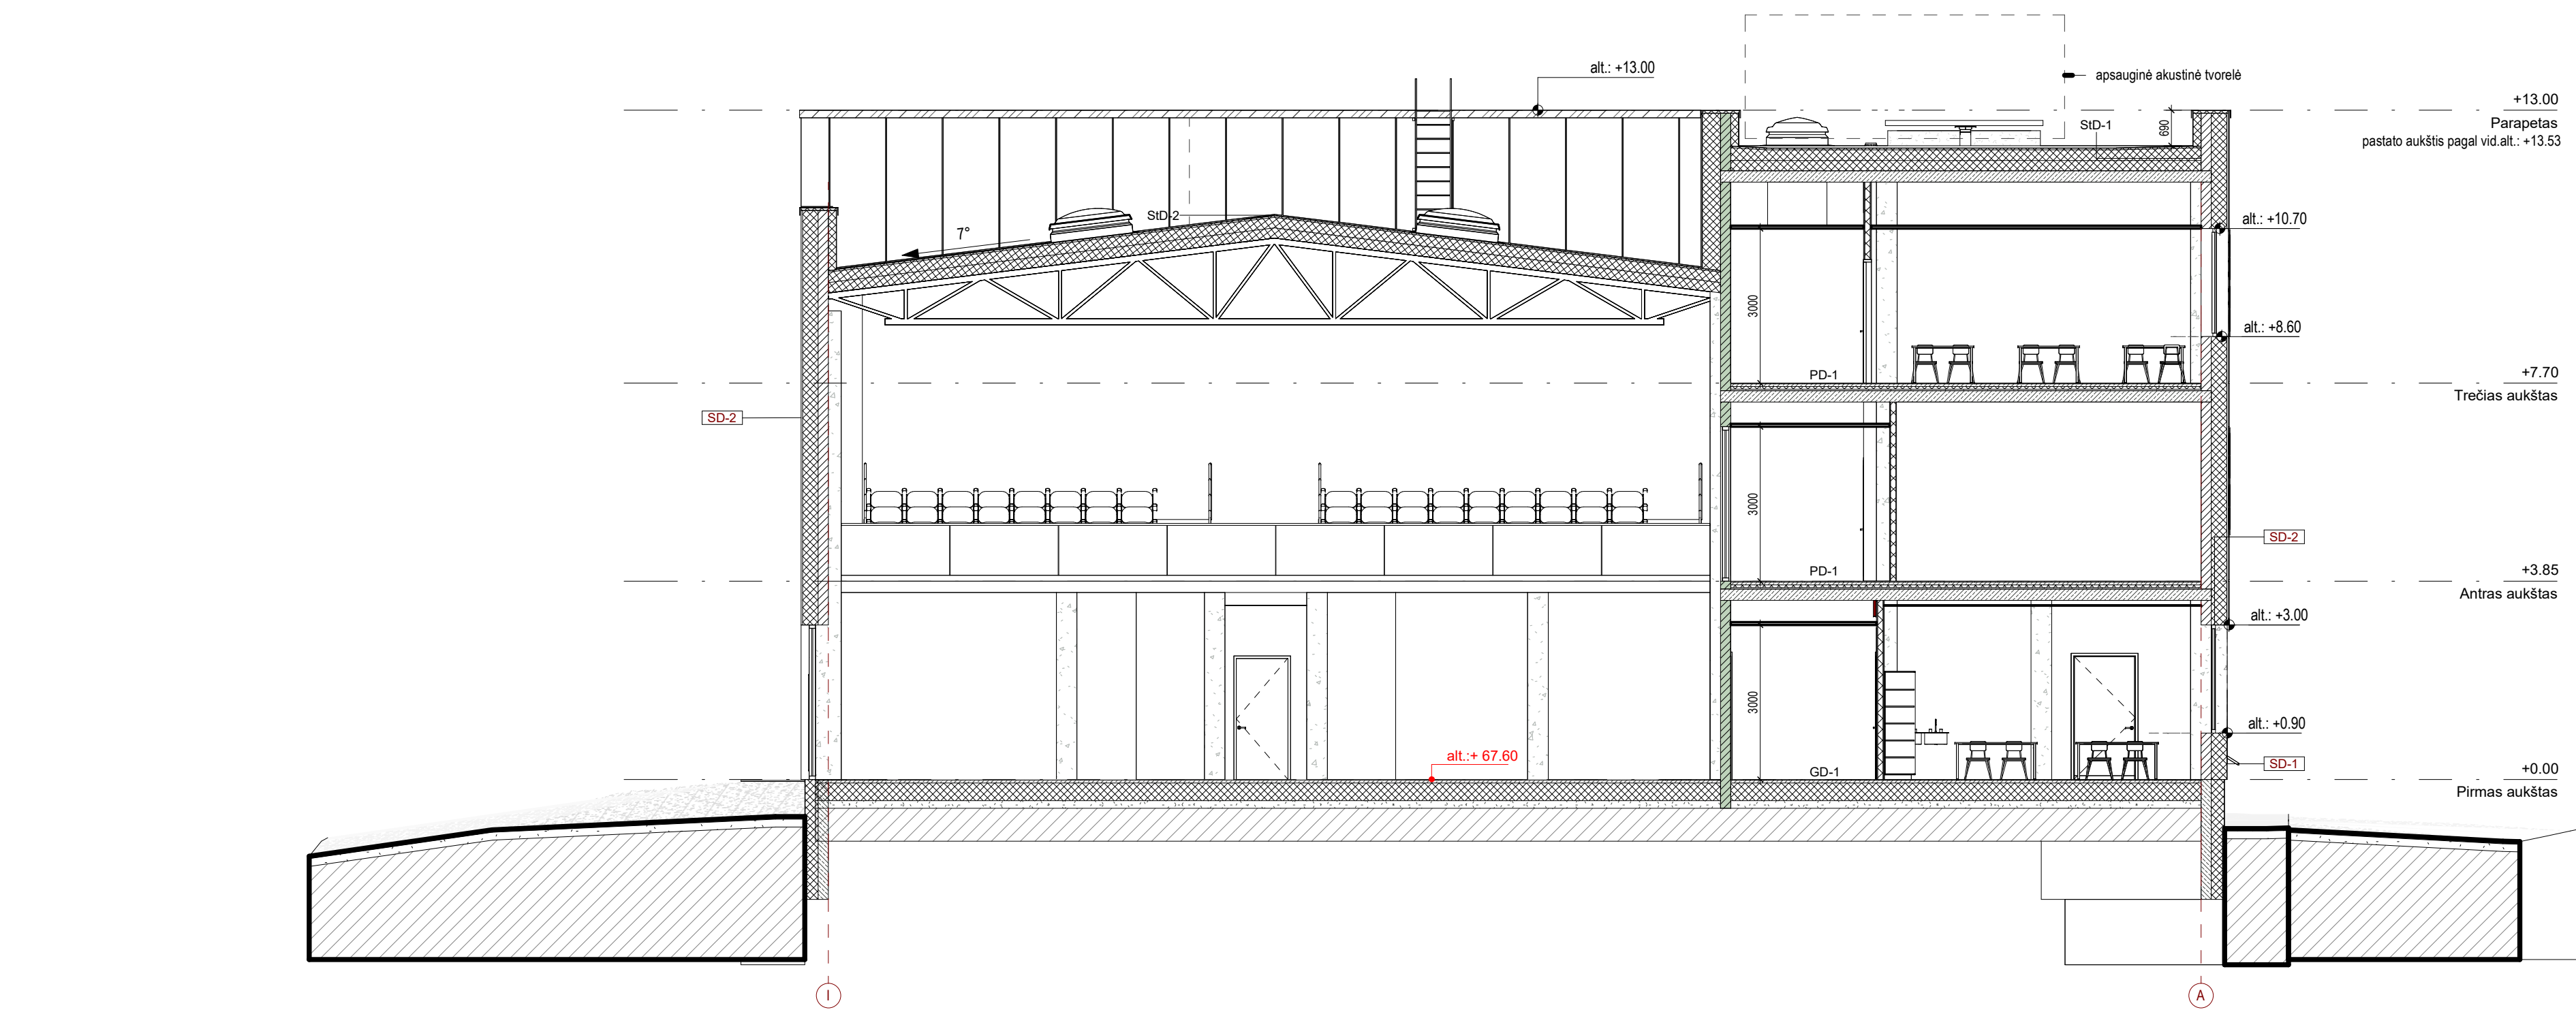 alt.: +13.00
apsauginė akustinė tvorelė
+13.00
Parapetas
pastato aukštis pagal vid.alt.: +13.53
StD-1
690
StD-2
7°
alt.: +10.70
3000
alt.: +8.60
PD-1
+7.70
Trečias aukštas
SD-2
3000
SD-2
PD-1
+3.85
Antras aukštas
alt.: +3.00
3000
alt.: +0.90
alt.:+ 67.60
GD-1
SD-1
+0.00
Pirmas aukštas
I
A